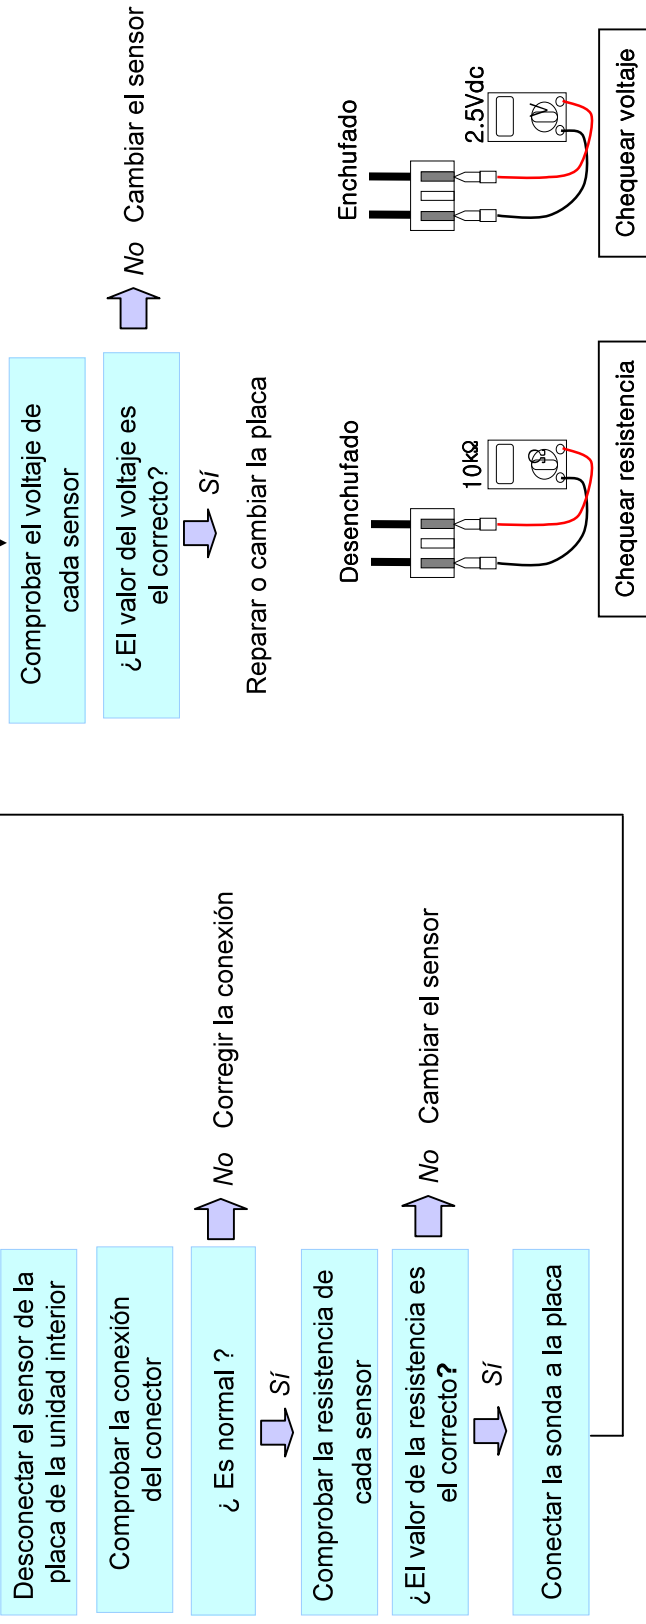 Desconectar el sensor de la
placa de la unidad interior
Comprobar la conexión
del conector
¿ Es normal ?
No Corregir la conexión
Sí
Comprobar la resistencia de
cada sensor
¿El valor de la resistencia es
el correcto?
No Cambiar el sensor
Sí
Conectar la sonda a la placa
Comprobar el voltaje de
cada sensor
¿El valor del voltaje es
el correcto?
No Cambiar el sensor
Sí
Reparar o cambiar la placa
Desenchufado
10kΩ
Ω
Chequear resistencia
Enchufado
2.5Vdc
V
Chequear voltaje